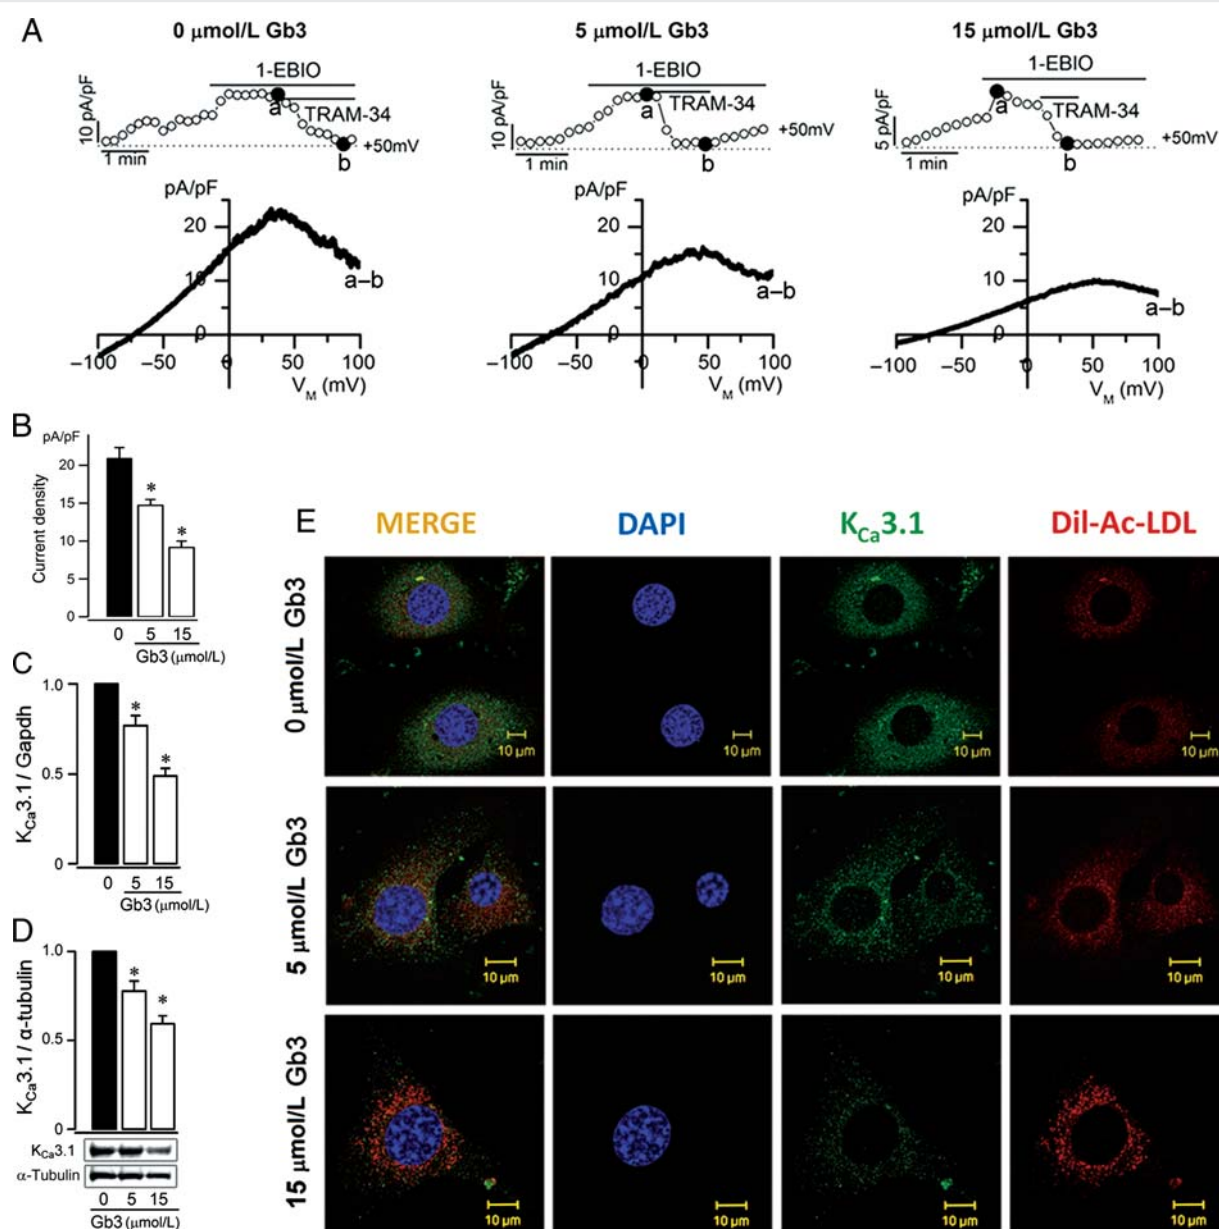 A
0 μmol/L Gb3
5 μmol/L Gb3
15 μmol/L Gb3
10 pA/pF
1-EBIO
a
TRAM-34
+50mV
1 min
b
10 pA/pF
1-EBIO
a
TRAM-34
+50mV
1 min
b
5 pA/pF
1-EBIO
a
TRAM-34
+50mV
1 min
b
pA/pF
20
10
0
a–b
–100 –50 0 50 100
V_M (mV)
pA/pF
20
10
0
a–b
–100 –50 0 50 100
V_M (mV)
pA/pF
20
10
0
a–b
–100 –50 0 50 100
V_M (mV)
B
pA/pF
Current density
20
15
10
5
0
* *
0 5 15
Gb3 (μmol/L)
C
K_Ca3.1 / Gapdh
1.0
0.5
0
* *
0 5 15
Gb3 (μmol/L)
D
K_Ca3.1 / α-tubulin
1.0
0.5
0
* *
K_Ca3.1
α-Tubulin
0 5 15
Gb3 (μmol/L)
E
MERGE DAPI K_Ca3.1 Dil-Ac-LDL
0 μmol/L Gb3
10 μm 10 μm 10 μm 10 μm
5 μmol/L Gb3
10 μm 10 μm 10 μm 10 μm
15 μmol/L Gb3
10 μm 10 μm 10 μm 10 μm